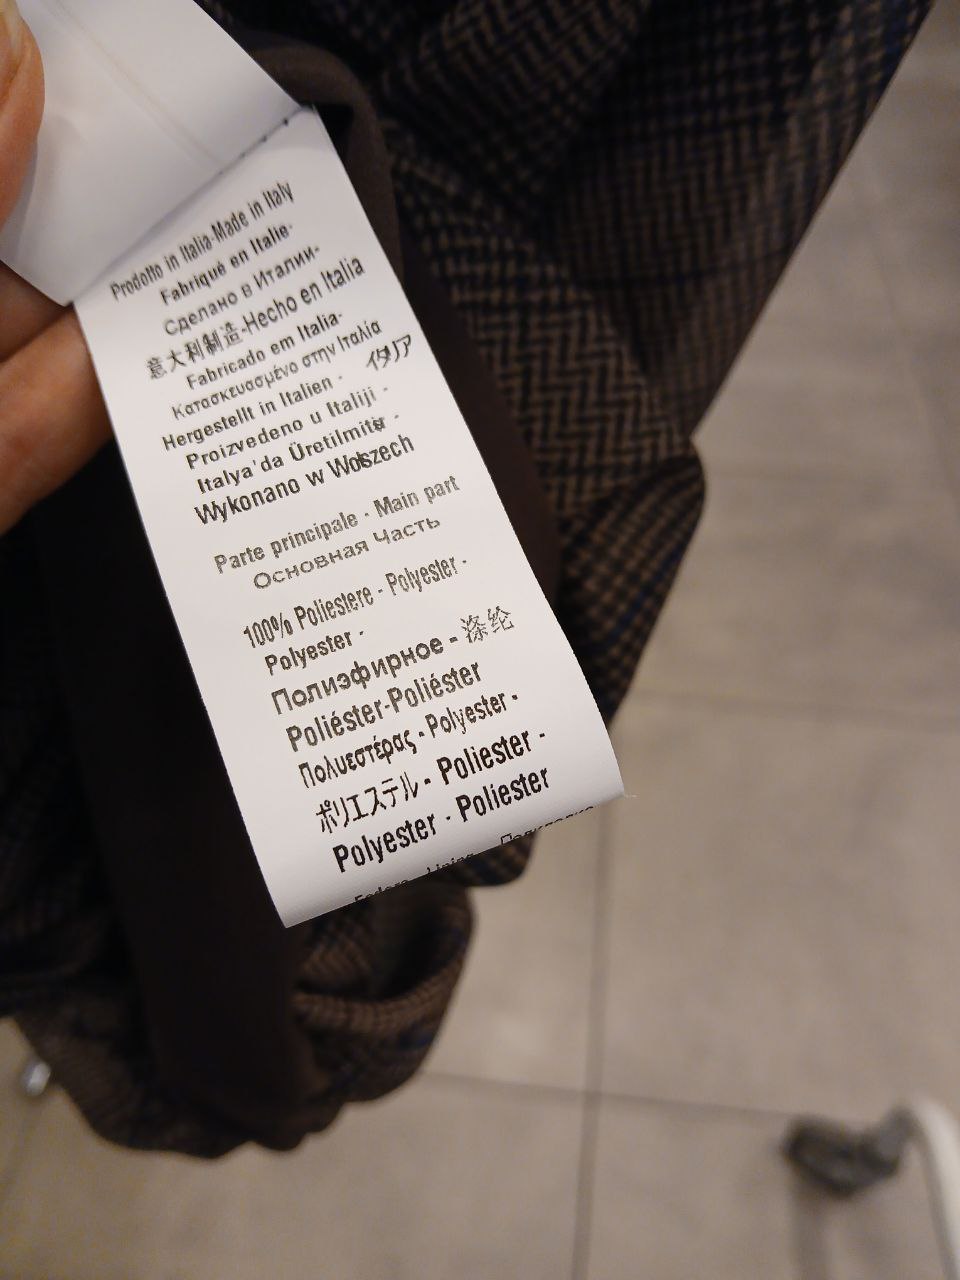 Prodotto in Italia-Made in Italy
Fabriqué en Italie-
Сделано в Италии-
意大利制造-Hecho en Italia
Fabricado em Italia-
Κατασκευασμένο στην Ιταλία
Hergestellt in Italien - イタリア
Proizvedeno u Italiji -
Italya'da Üretilmiştir -
Wykonano w Włoszech
Parte principale - Main part
Основная Часть
100% Poliestere - Polyester -
Polyester -
Полиэфирное - 涤纶
Poliéster-Poliéster
Πολυεστέρας - Polyester -
ポリエステル - Poliester -
Polyester - Poliester
Fodera - Lining - Подкладка